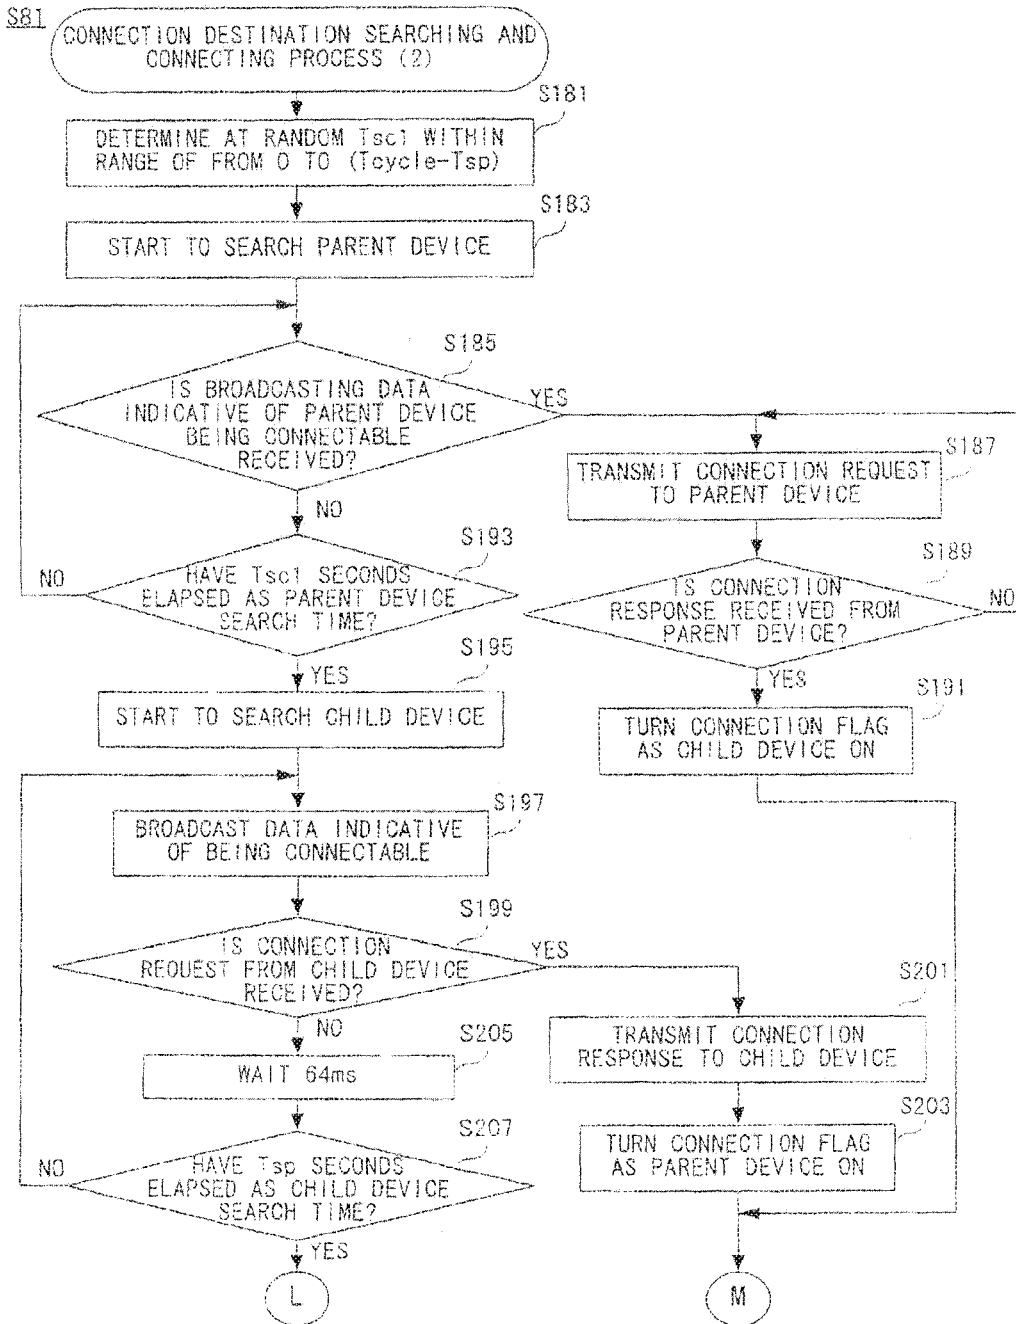 S81
CONNECTION DESTINATION SEARCHING AND
CONNECTING PROCESS (2)
S181
DETERMINE AT RANDOM Tsc1 WITHIN
RANGE OF FROM 0 TO (Tcycle-Tsp)
S183
START TO SEARCH PARENT DEVICE
S185
IS BROADCASTING DATA
INDICATIVE OF PARENT DEVICE
BEING CONNECTABLE
RECEIVED?
YES
NO
S187
TRANSMIT CONNECTION REQUEST
TO PARENT DEVICE
S193
HAVE Tsc1 SECONDS
ELAPSED AS PARENT DEVICE
SEARCH TIME?
NO
YES
S189
IS CONNECTION
RESPONSE RECEIVED FROM
PARENT DEVICE?
NO
YES
S195
START TO SEARCH CHILD DEVICE
S191
TURN CONNECTION FLAG
AS CHILD DEVICE ON
S197
BROADCAST DATA INDICATIVE
OF BEING CONNECTABLE
S199
IS CONNECTION
REQUEST FROM CHILD DEVICE
RECEIVED?
YES
NO
S201
TRANSMIT CONNECTION
RESPONSE TO CHILD DEVICE
S205
WAIT 64ms
S203
TURN CONNECTION FLAG
AS PARENT DEVICE ON
S207
HAVE Tsp SECONDS
ELAPSED AS CHILD DEVICE
SEARCH TIME?
NO
YES
L
M